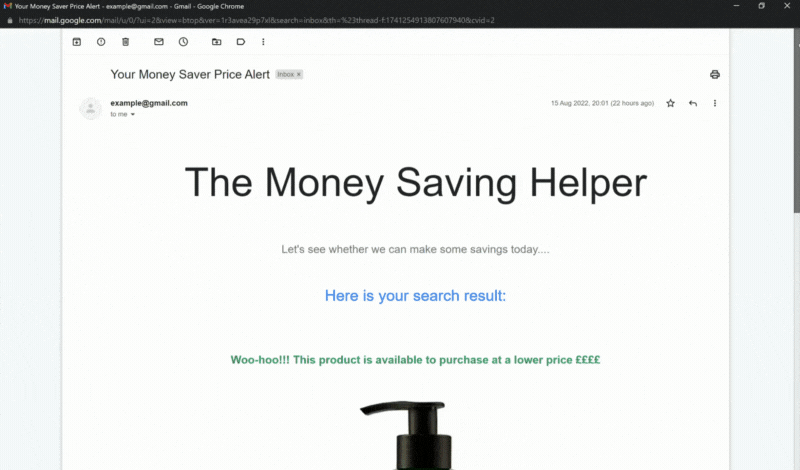 Your Money Saver Price Alert - example@gmail.com - Gmail - Google Chrome
https://mail.google.com/mail/u/0/?ui=2&view=btop&ver=1r3avea29p7xl&search=inbox&th=%23thread-f:1741254913807607940&cvid=2
Your Money Saver Price Alert Inbox ×
example@gmail.com
15 Aug 2022, 20:01 (22 hours ago)
to me
The Money Saving Helper
Let's see whether we can make some savings today....
Here is your search result:
Woo-hoo!!! This product is available to purchase at a lower price ££££